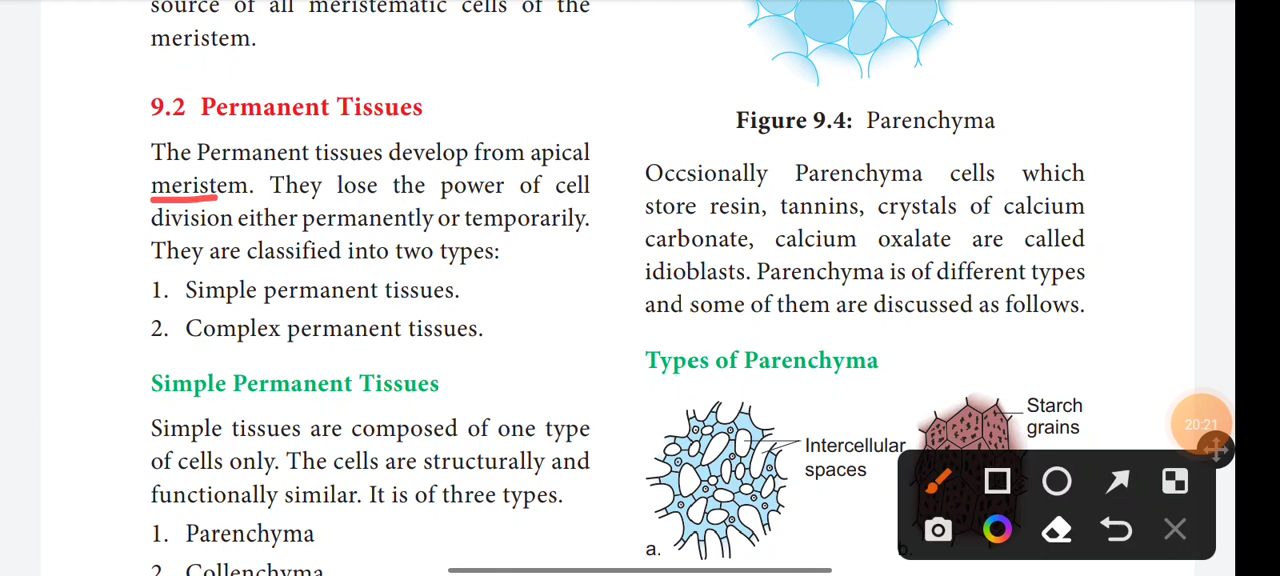 source of all meristematic cells of the
meristem.
9.2 Permanent Tissues
The Permanent tissues develop from apical
meristem. They lose the power of cell
division either permanently or temporarily.
They are classified into two types:
1. Simple permanent tissues.
2. Complex permanent tissues.
Simple Permanent Tissues
Simple tissues are composed of one type
of cells only. The cells are structurally and
functionally similar. It is of three types.
1. Parenchyma
2. Collenchyma
Figure 9.4: Parenchyma
Occsionally Parenchyma cells which
store resin, tannins, crystals of calcium
carbonate, calcium oxalate are called
idioblasts. Parenchyma is of different types
and some of them are discussed as follows.
Types of Parenchyma
Intercellular
spaces
a.
Starch
grains
b.
20:21